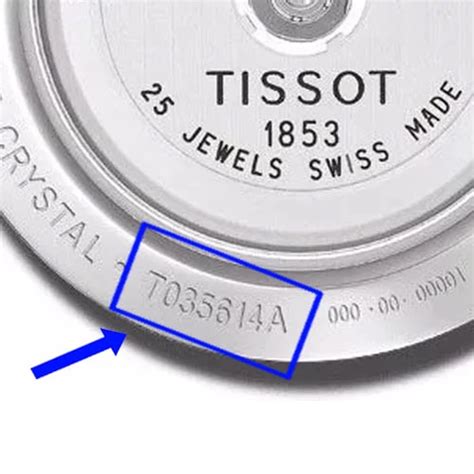 TISSOT
1853
25 JEWELS SWISS MADE
CRYSTAL - T035614A 000·00·00001